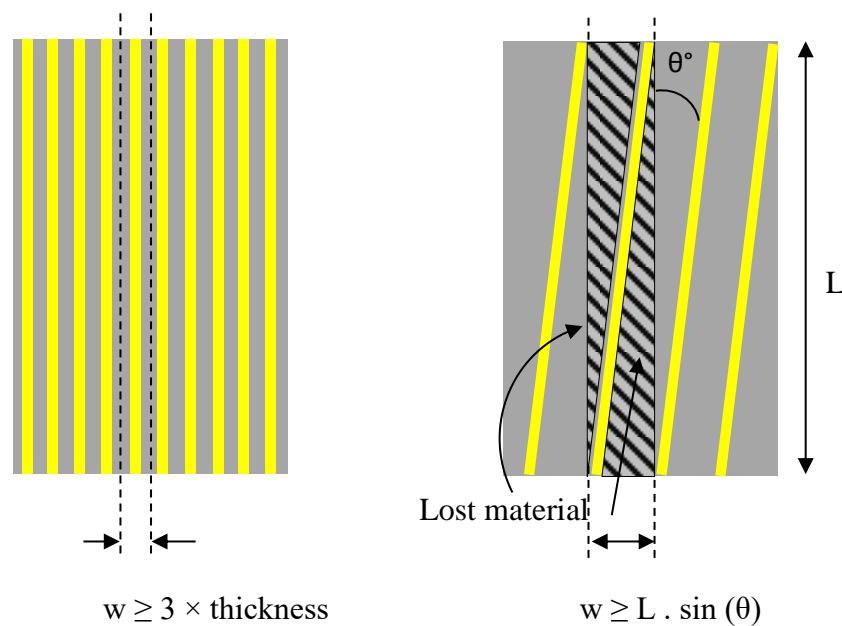 θ°
L
Lost material
w ≥ 3 × thickness
w ≥ L . sin (θ)